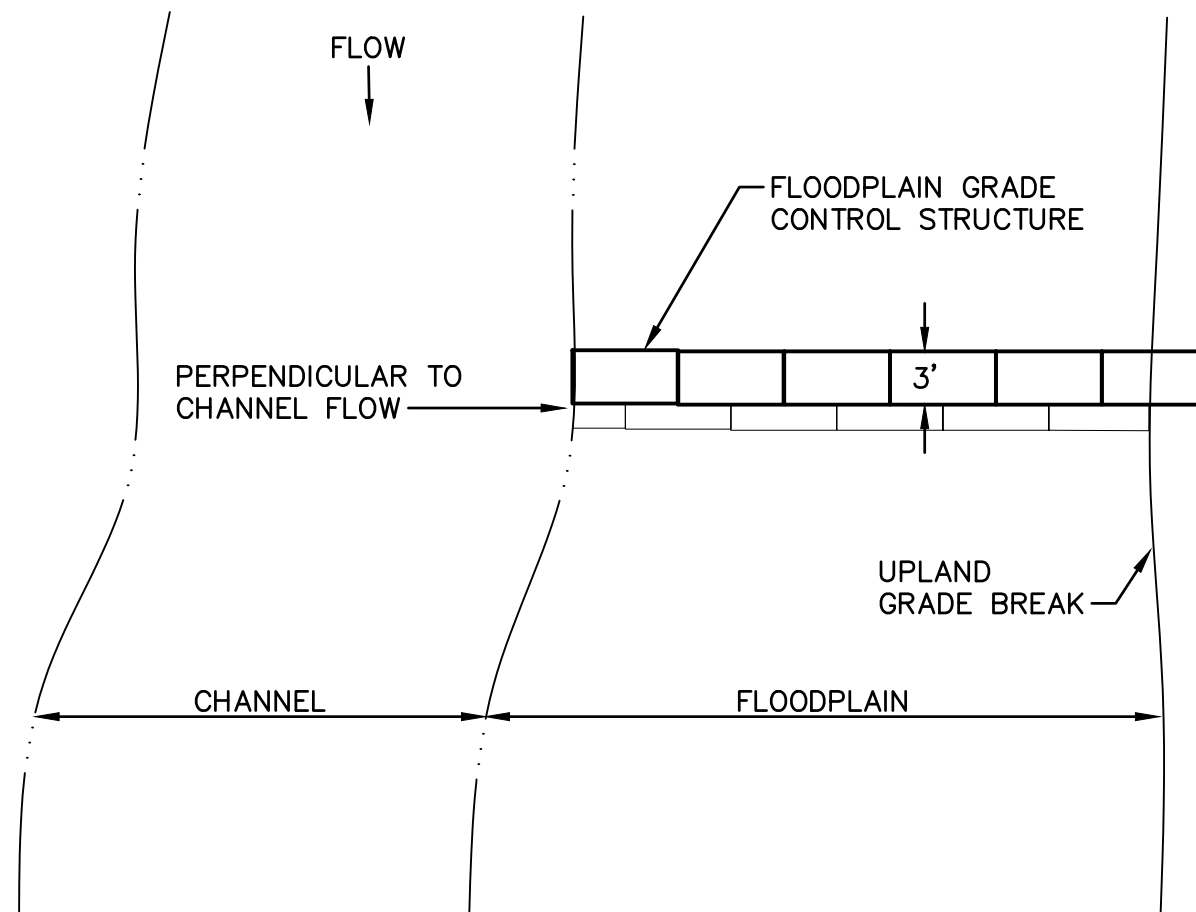 FLOW
FLOODPLAIN GRADE
CONTROL STRUCTURE
PERPENDICULAR TO
CHANNEL FLOW
3'
UPLAND
GRADE BREAK
CHANNEL
FLOODPLAIN